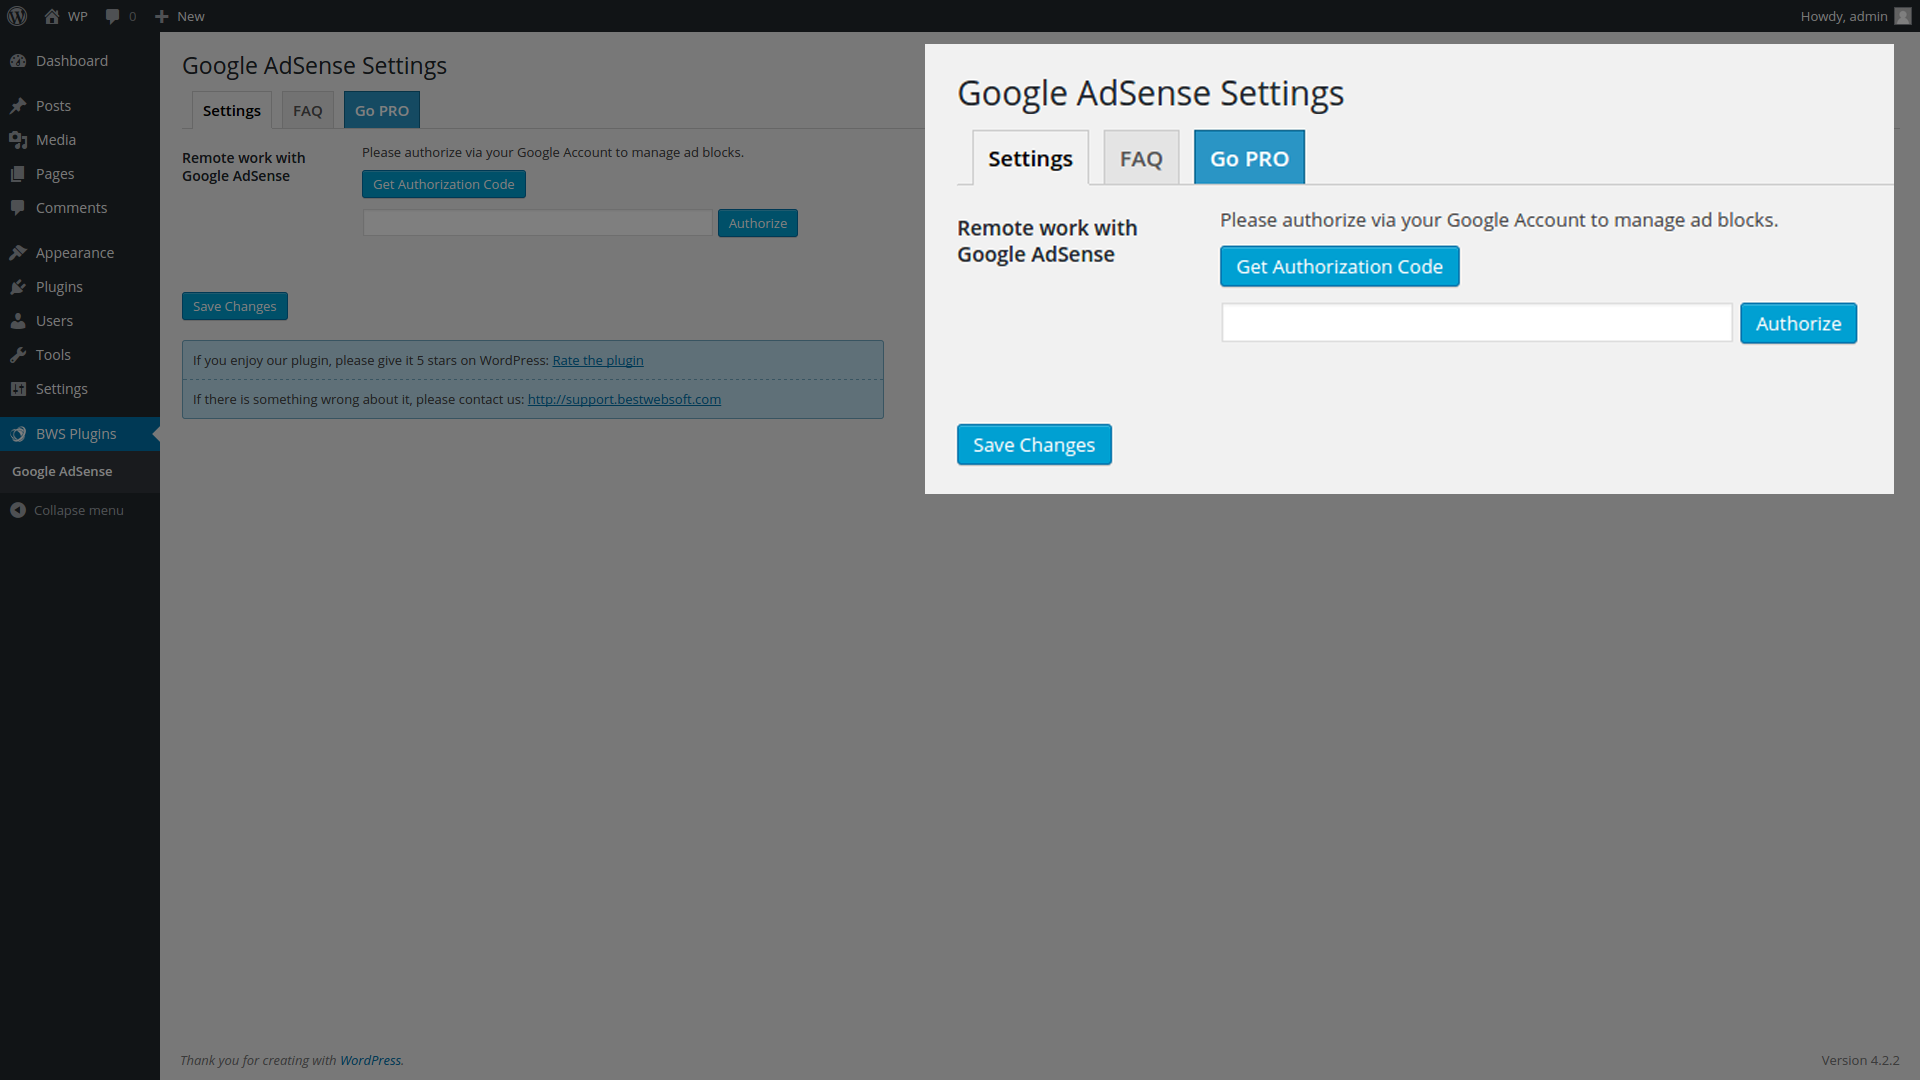 WP
0
New
Howdy, admin
Dashboard
Posts
Media
Pages
Comments
Appearance
Plugins
Users
Tools
Settings
BWS Plugins
Google AdSense
Collapse menu
Google AdSense Settings
Settings
FAQ
Go PRO
Remote work with
Google AdSense
Please authorize via your Google Account to manage ad blocks.
Get Authorization Code
Authorize
Save Changes
If you enjoy our plugin, please give it 5 stars on WordPress: Rate the plugin
If there is something wrong about it, please contact us: http://support.bestwebsoft.com
Google AdSense Settings
Settings
FAQ
Go PRO
Remote work with
Google AdSense
Please authorize via your Google Account to manage ad blocks.
Get Authorization Code
Authorize
Save Changes
Thank you for creating with WordPress.
Version 4.2.2